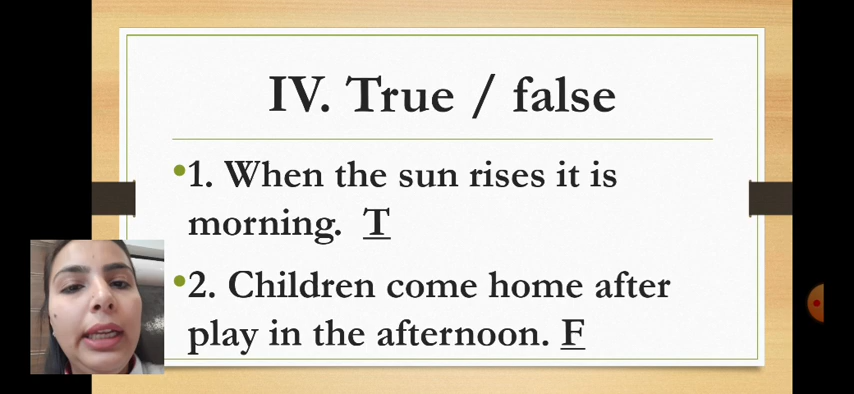 IV. True / false
•1. When the sun rises it is
morning. T
•2. Children come home after
play in the afternoon. F